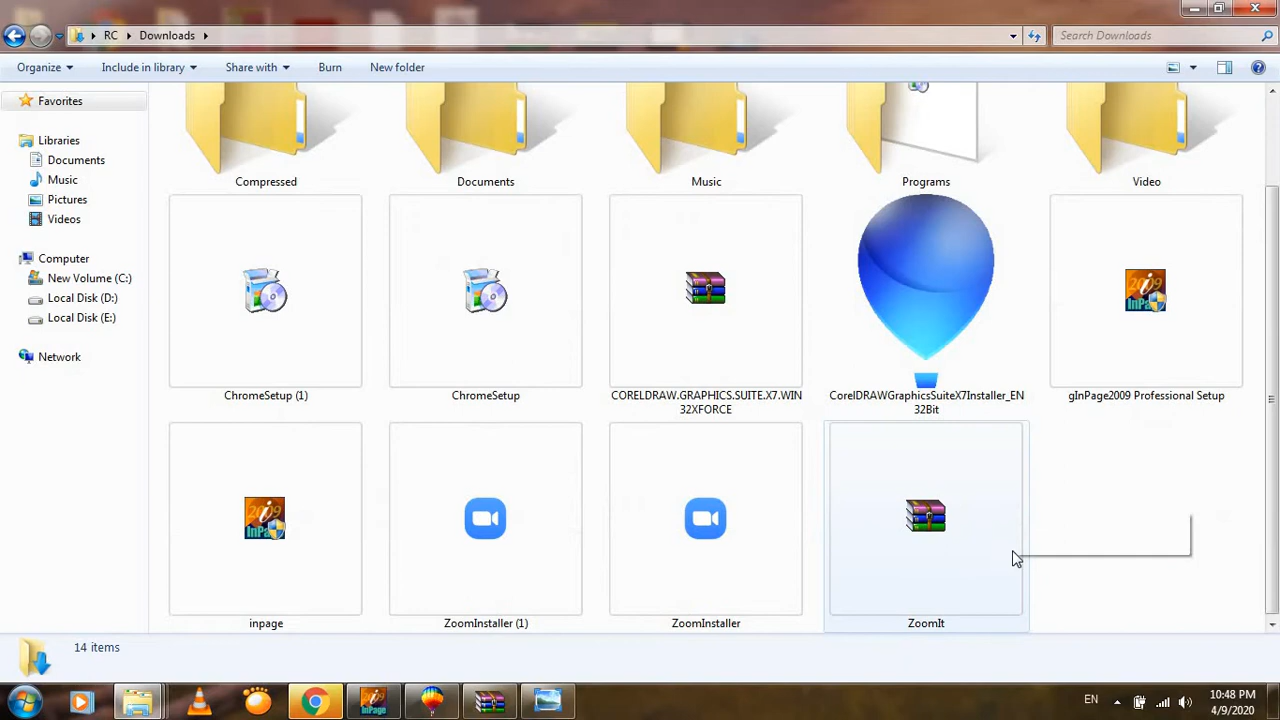 RC
Downloads
Search Downloads
Organize
Include in library
Share with
Burn
New folder
Favorites
Libraries
Documents
Music
Pictures
Videos
Computer
New Volume (C:)
Local Disk (D:)
Local Disk (E:)
Network
Compressed
Documents
Music
Programs
Video
ChromeSetup (1)
ChromeSetup
CORELDRAW.GRAPHICS.SUITE.X7.WIN
32XFORCE
CorelDRAWGraphicsSuiteX7Installer_EN
32Bit
gInPage2009 Professional Setup
inpage
ZoomInstaller (1)
ZoomInstaller
ZoomIt
14 items
EN
10:48 PM
4/9/2020